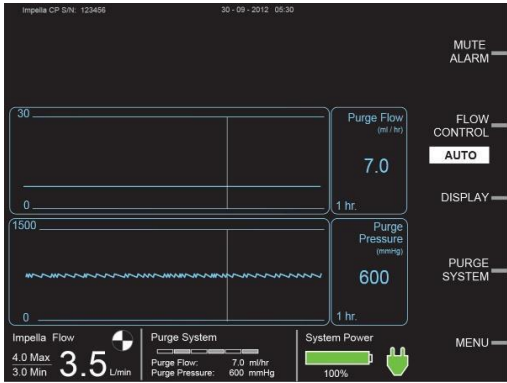 Impella CP S/N: 123456
30 - 09 - 2012 05:30
MUTE
ALARM
30
Purge Flow
(ml / hr)
7.0
0
1 hr.
FLOW
CONTROL
AUTO
DISPLAY
1500
Purge
Pressure
(mmHg)
600
0
1 hr.
PURGE
SYSTEM
Impella Flow
4.0 Max
3.0 Min
3.5 L/min
Purge System
Purge Flow: 7.0 ml/hr
Purge Pressure: 600 mmHg
System Power
100%
MENU